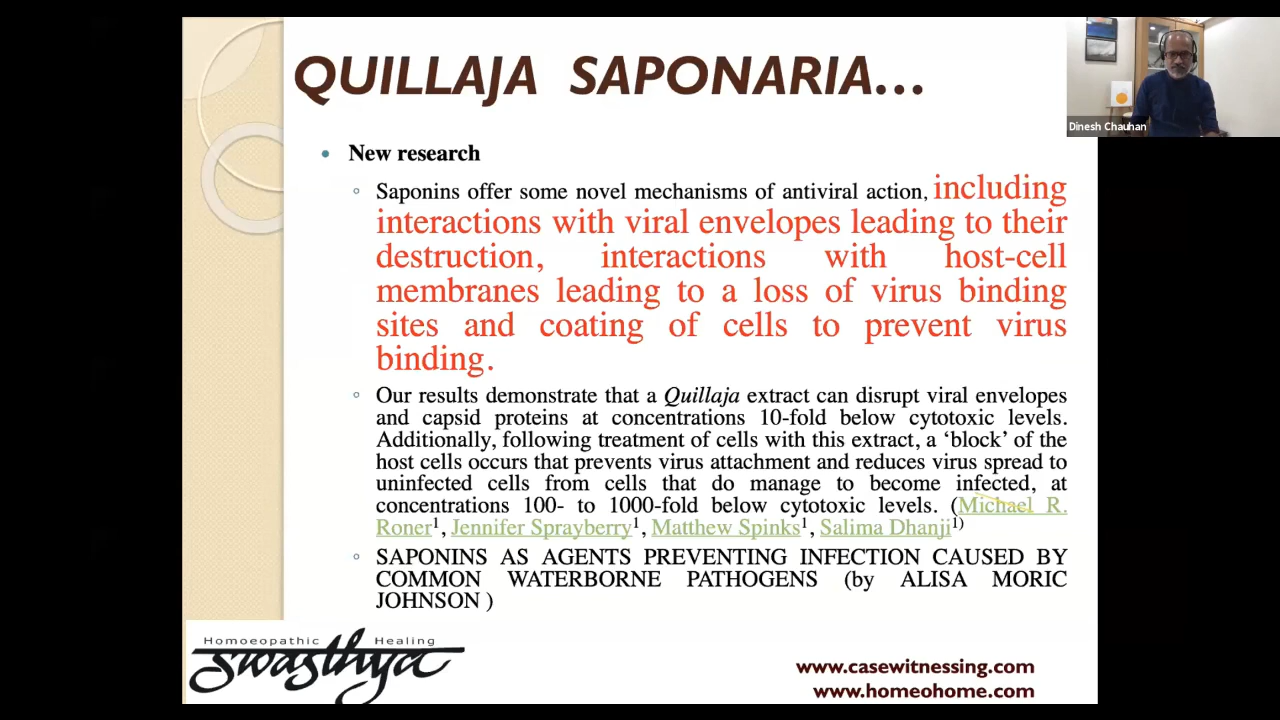 QUILLAJA SAPONARIA...
Dinesh Chauhan
• New research
◦ Saponins offer some novel mechanisms of antiviral action, including
interactions with viral envelopes leading to their
destruction, interactions with host-cell
membranes leading to a loss of virus binding
sites and coating of cells to prevent virus
binding.
◦ Our results demonstrate that a Quillaja extract can disrupt viral envelopes
and capsid proteins at concentrations 10-fold below cytotoxic levels.
Additionally, following treatment of cells with this extract, a ‘block’ of the
host cells occurs that prevents virus attachment and reduces virus spread to
uninfected cells from cells that do manage to become infected, at
concentrations 100- to 1000-fold below cytotoxic levels. (Michael R.
Roner1, Jennifer Sprayberry1, Matthew Spinks1, Salima Dhanji1)
◦ SAPONINS AS AGENTS PREVENTING INFECTION CAUSED BY
COMMON WATERBORNE PATHOGENS (by ALISA MORIC
JOHNSON )
Homoeopathic Healing
swasthya
www.casewitnessing.com
www.homeohome.com